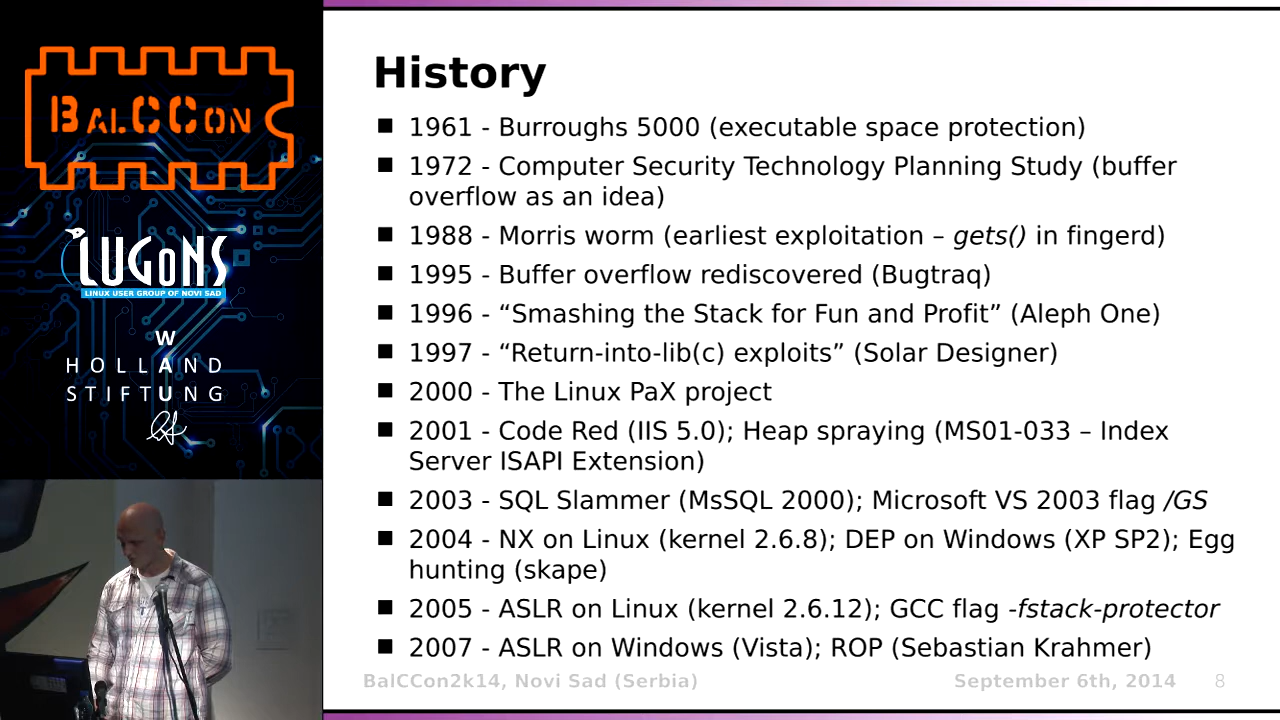 BALCCON
LUGONS
LINUX USER GROUP OF NOVI SAD
W
HOLLAND
STIFTUNG
History
1961 - Burroughs 5000 (executable space protection)
1972 - Computer Security Technology Planning Study (buffer
overflow as an idea)
1988 - Morris worm (earliest exploitation – gets() in fingerd)
1995 - Buffer overflow rediscovered (Bugtraq)
1996 - “Smashing the Stack for Fun and Profit” (Aleph One)
1997 - “Return-into-lib(c) exploits” (Solar Designer)
2000 - The Linux PaX project
2001 - Code Red (IIS 5.0); Heap spraying (MS01-033 – Index
Server ISAPI Extension)
2003 - SQL Slammer (MsSQL 2000); Microsoft VS 2003 flag /GS
2004 - NX on Linux (kernel 2.6.8); DEP on Windows (XP SP2); Egg
hunting (skape)
2005 - ASLR on Linux (kernel 2.6.12); GCC flag -fstack-protector
2007 - ASLR on Windows (Vista); ROP (Sebastian Krahmer)
BalCCon2k14, Novi Sad (Serbia) September 6th, 2014 8